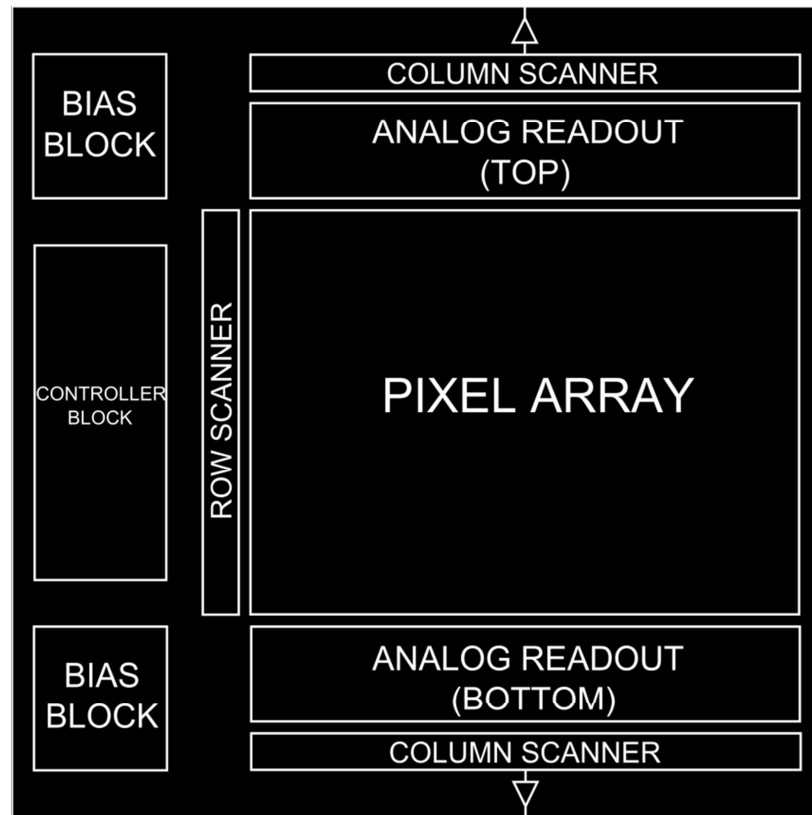 COLUMN SCANNER
BIAS
BLOCK
ANALOG READOUT
(TOP)
CONTROLLER
BLOCK
ROW SCANNER
PIXEL ARRAY
BIAS
BLOCK
ANALOG READOUT
(BOTTOM)
COLUMN SCANNER